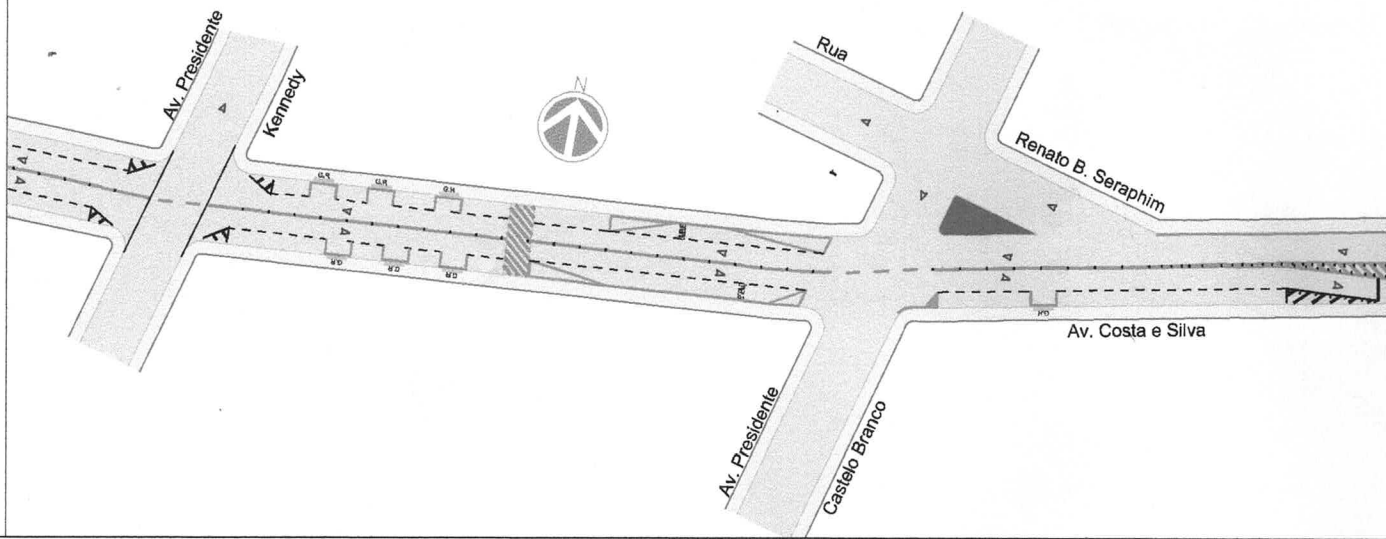 Av. Presidente
Kennedy
N
Rua
Renato B. Seraphim
Av. Costa e Silva
Av. Presidente
Castelo Branco